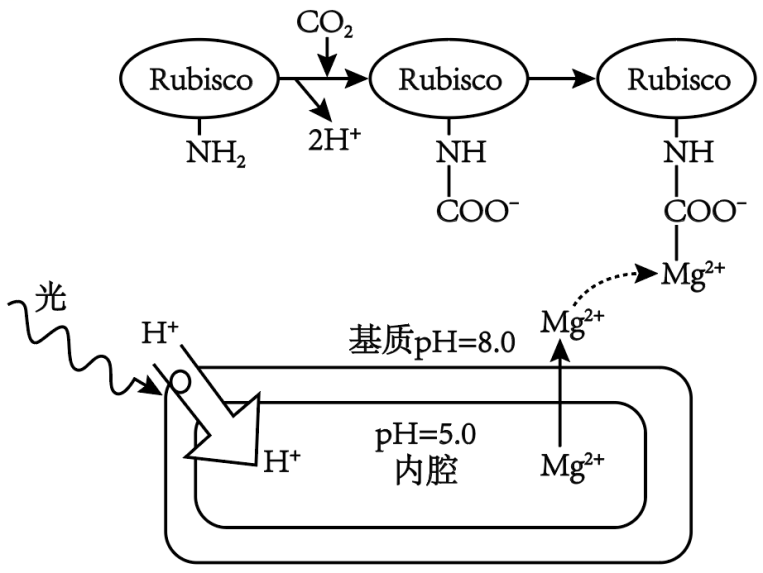 CO₂
Rubisco
Rubisco
Rubisco
2H⁺
NH₂
NH
NH
COO⁻
COO⁻
Mg²⁺
光
H⁺
基质pH=8.0
Mg²⁺
pH=5.0
内腔
H⁺
Mg²⁺